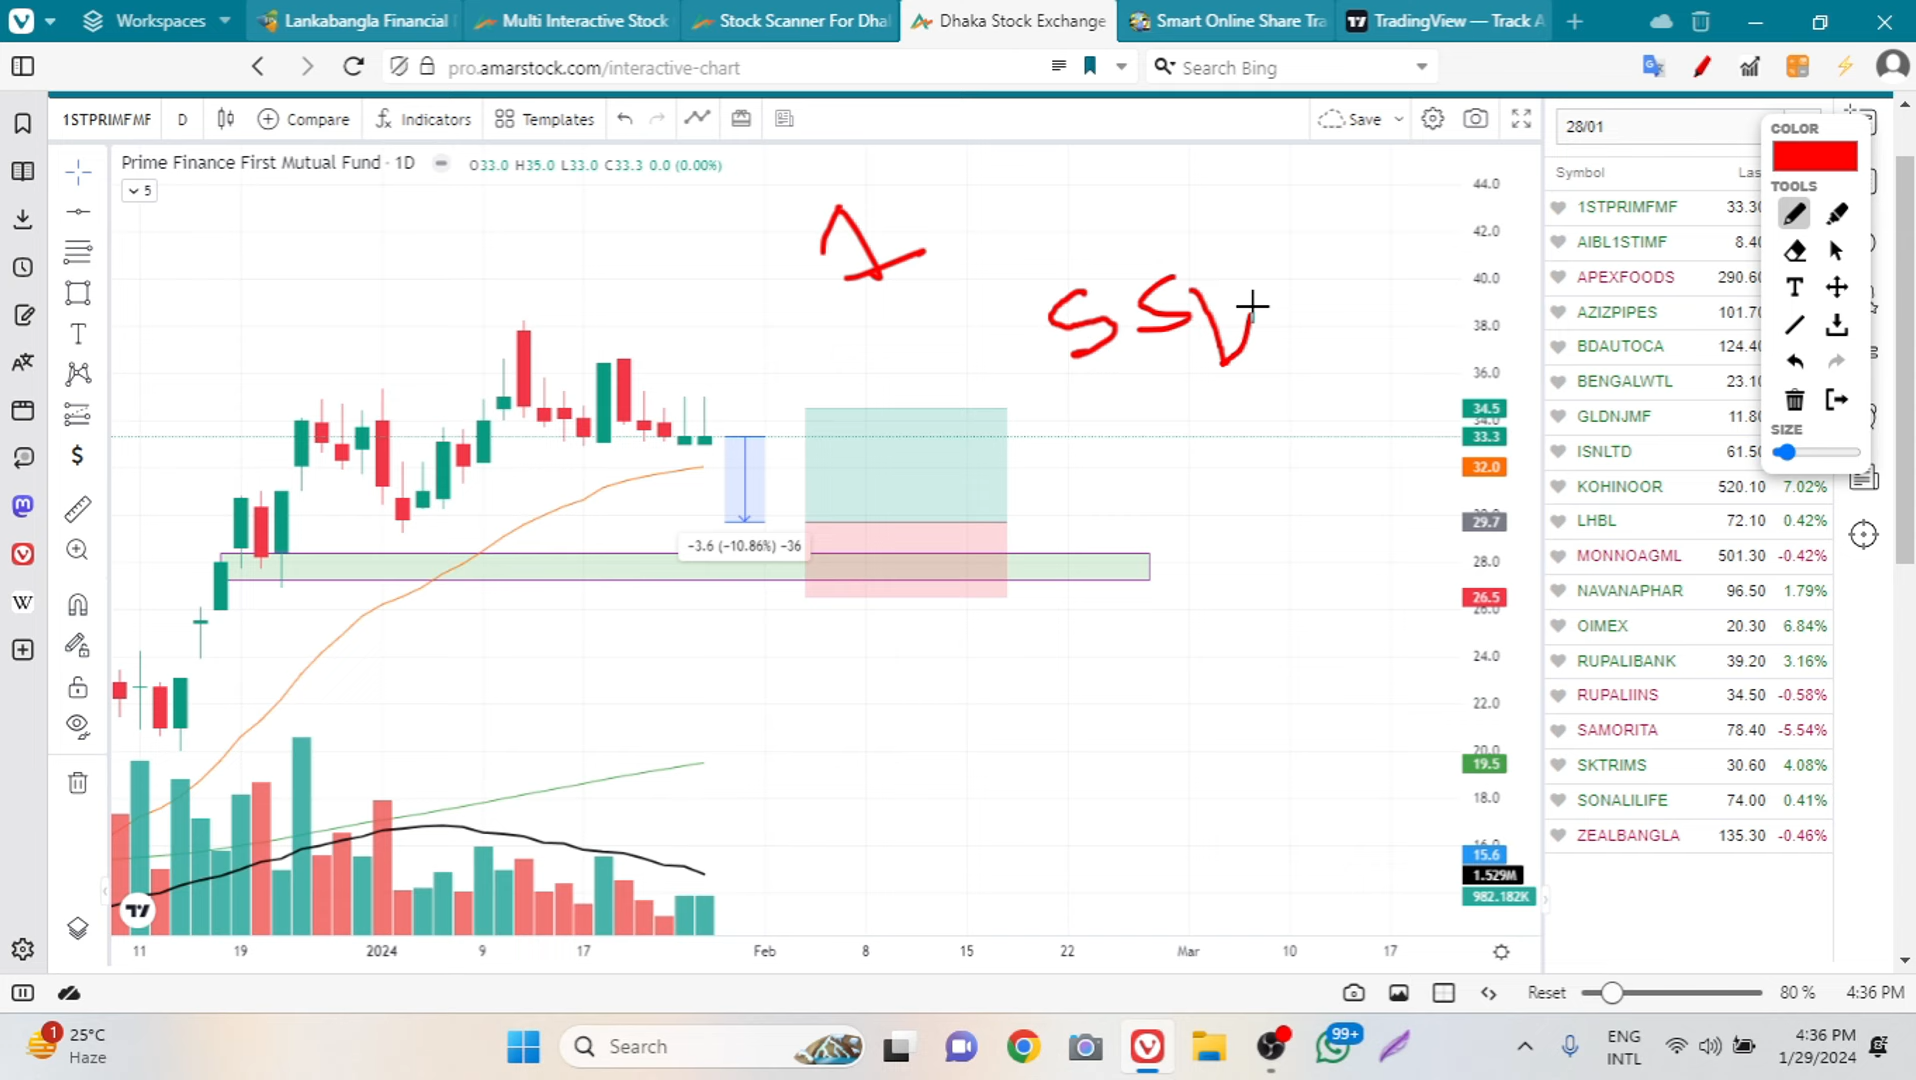 Workspaces Lankabangla Financial Multi Interactive Stock Stock Scanner For Dha Dhaka Stock Exchange Smart Online Share Tra TradingView — Track A
pro.amarstock.com/interactive-chart Search Bing
1STPRIMFMF D Compare Indicators Templates Save 28/01
COLOR
Prime Finance First Mutual Fund · 1D O33.0 H35.0 L33.0 C33.3 0.0 (0.00%)
5
Symbol Las
TOOLS
T
SIZE
44.0
42.0
40.0
38.0
36.0
34.5
34.0
33.3
32.0
29.7
28.0
26.5
26.0
24.0
22.0
20.0
19.5
18.0
15.6
1.529M
982.182K
SSV
−3.6 (−10.86%) −36
1STPRIMFMF 33.30
AIBL1STIMF 8.40
APEXFOODS 290.60
AZIZPIPES 101.70
BDAUTOCA 124.40
BENGALWTL 23.10
GLDNJMF 11.80
ISNLTD 61.50
KOHINOOR 520.10 7.02%
LHBL 72.10 0.42%
MONNOAGML 501.30 -0.42%
NAVANAPHAR 96.50 1.79%
OIMEX 20.30 6.84%
RUPALIBANK 39.20 3.16%
RUPALIINS 34.50 -0.58%
SAMORITA 78.40 -5.54%
SKTRIMS 30.60 4.08%
SONALILIFE 74.00 0.41%
ZEALBANGLA 135.30 -0.46%
11 19 2024 9 17 Feb 8 15 22 Mar 10 17
Reset 80 % 4:36 PM
1 25°C
Haze
Search
99+
ENG
INTL
4:36 PM
1/29/2024